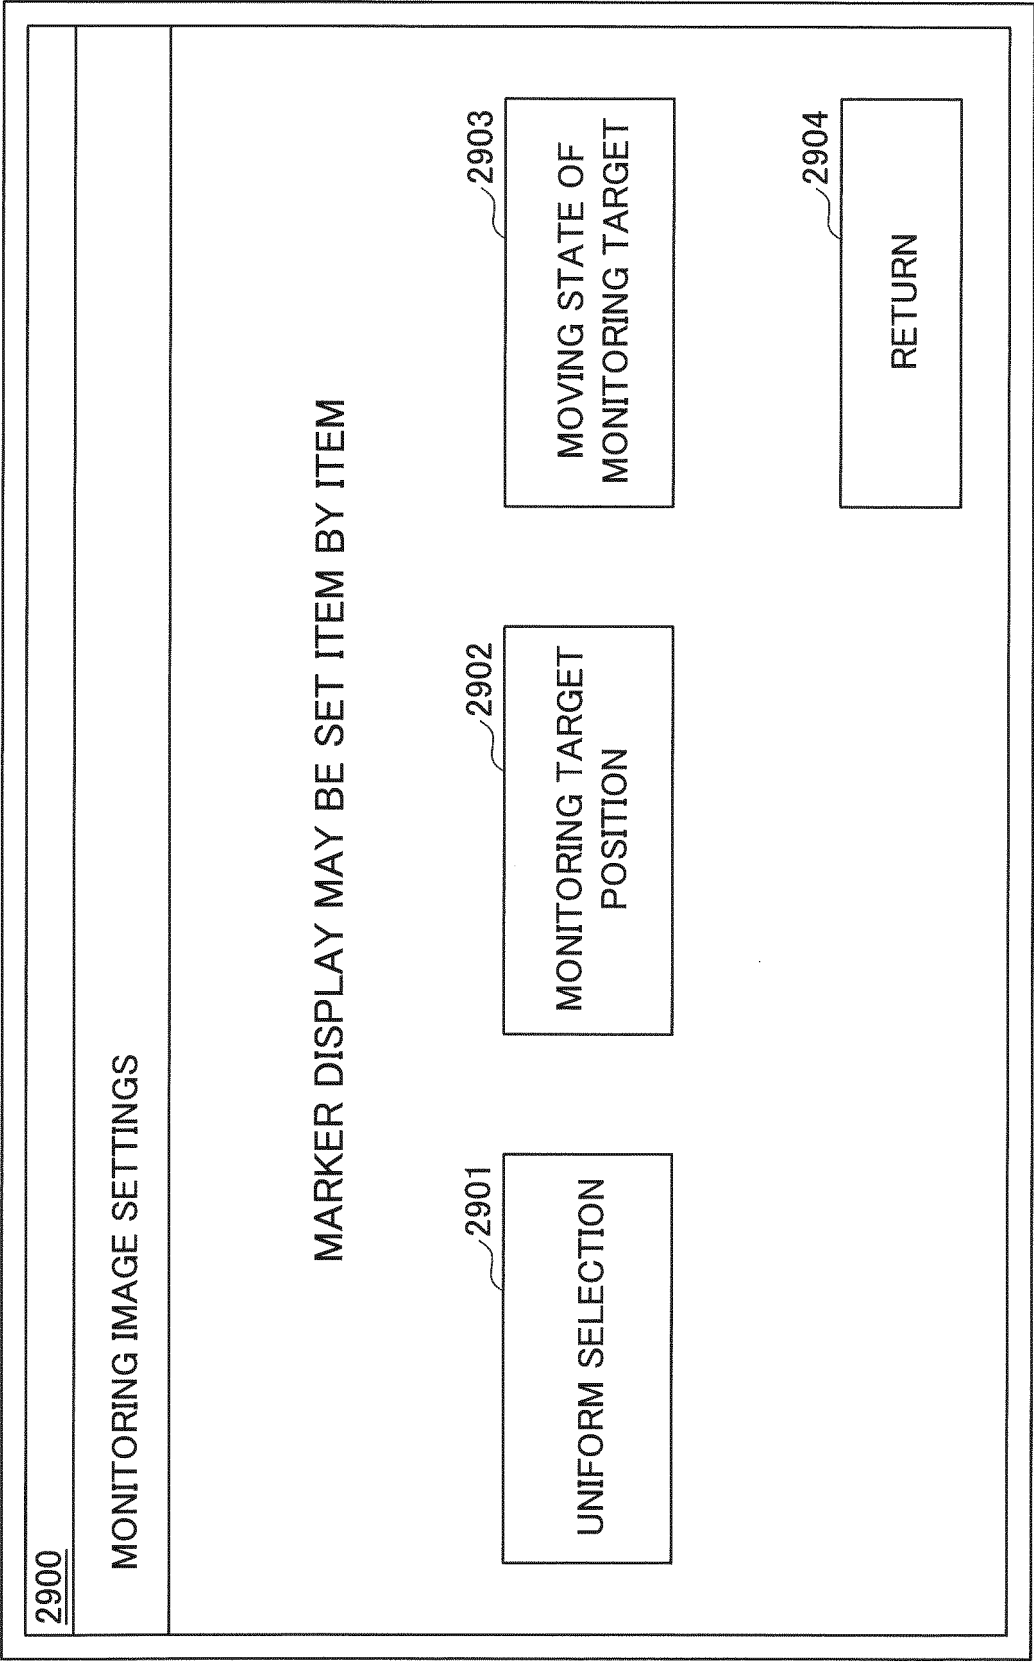 2900
MONITORING IMAGE SETTINGS
MARKER DISPLAY MAY BE SET ITEM BY ITEM
2901
UNIFORM SELECTION
2902
MONITORING TARGET
POSITION
2903
MOVING STATE OF
MONITORING TARGET
2904
RETURN